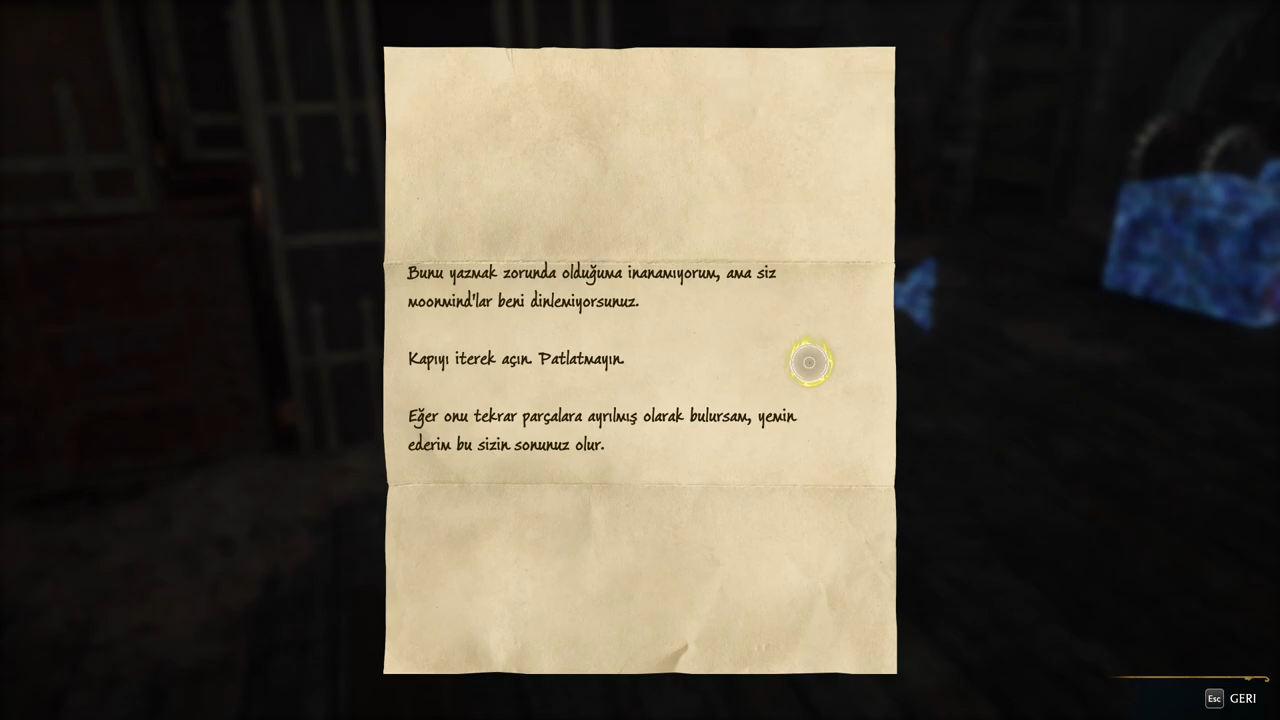 Bunu yazmak zorunda olduğuma inanamıyorum, ama siz
moonmind'lar beni dinlemiyorsunuz.
Kapıyı iterek açın. Patlatmayın.
Eğer onu tekrar parçalara ayrılmış olarak bulursam, yemin
ederim bu sizin sonunuz olur.
Esc GERI